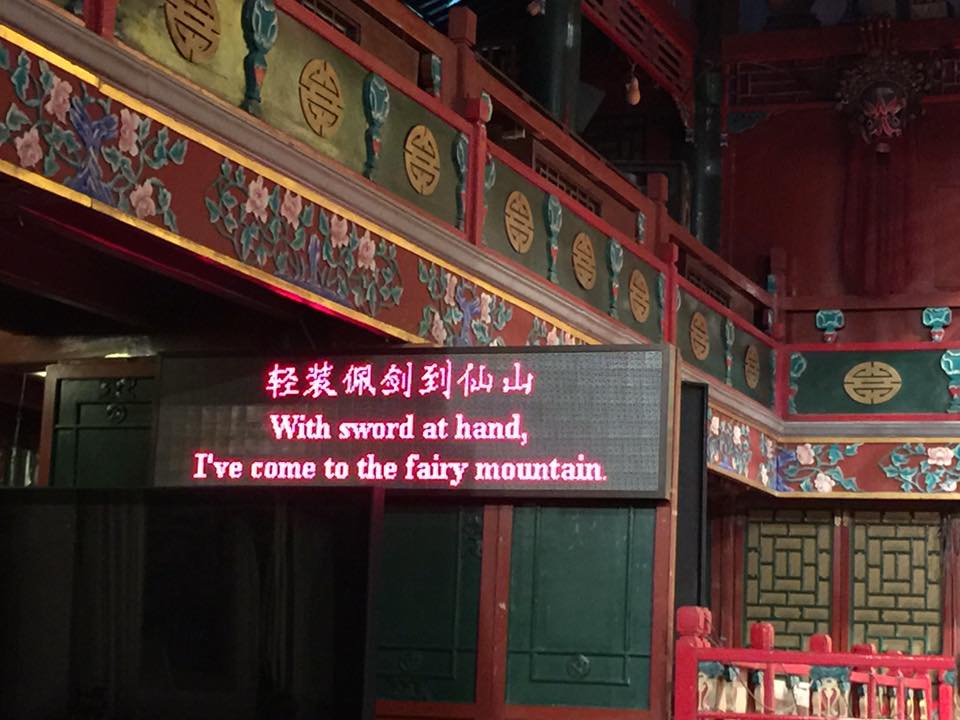 轻装佩剑到仙山
With sword at hand,
I've come to the fairy mountain.